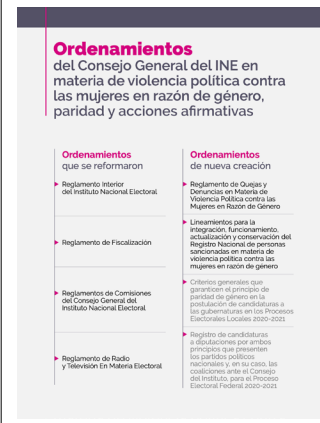 Ordenamientos
del Consejo General del INE en
materia de violencia política contra
las mujeres en razón de género,
paridad y acciones afirmativas
Ordenamientos
que se reformaron
Reglamento Interior
del Instituto Nacional Electoral
Reglamento de Fiscalización
Reglamentos de Comisiones
del Consejo General del
Instituto Nacional Electoral
Reglamento de Radio
y Televisión En Materia Electoral
Ordenamientos
de nueva creación
Reglamento de Quejas y
Denuncias en Materia de
Violencia Política contra las
Mujeres en Razón de Género
Lineamientos para la
integración, funcionamiento,
actualización y conservación del
Registro Nacional de personas
sancionadas en materia de
violencia política contra las
mujeres en razón de género
Criterios generales que
garanticen el principio de
paridad de género en la
postulación de candidaturas a
las gubernaturas en los Procesos
Electorales Locales 2020-2021
Registro de candidaturas
a diputaciones por ambos
principios que presenten
los partidos políticos
nacionales y, en su caso, las
coaliciones ante el Consejo
del Instituto, para el Proceso
Electoral Federal 2020-2021